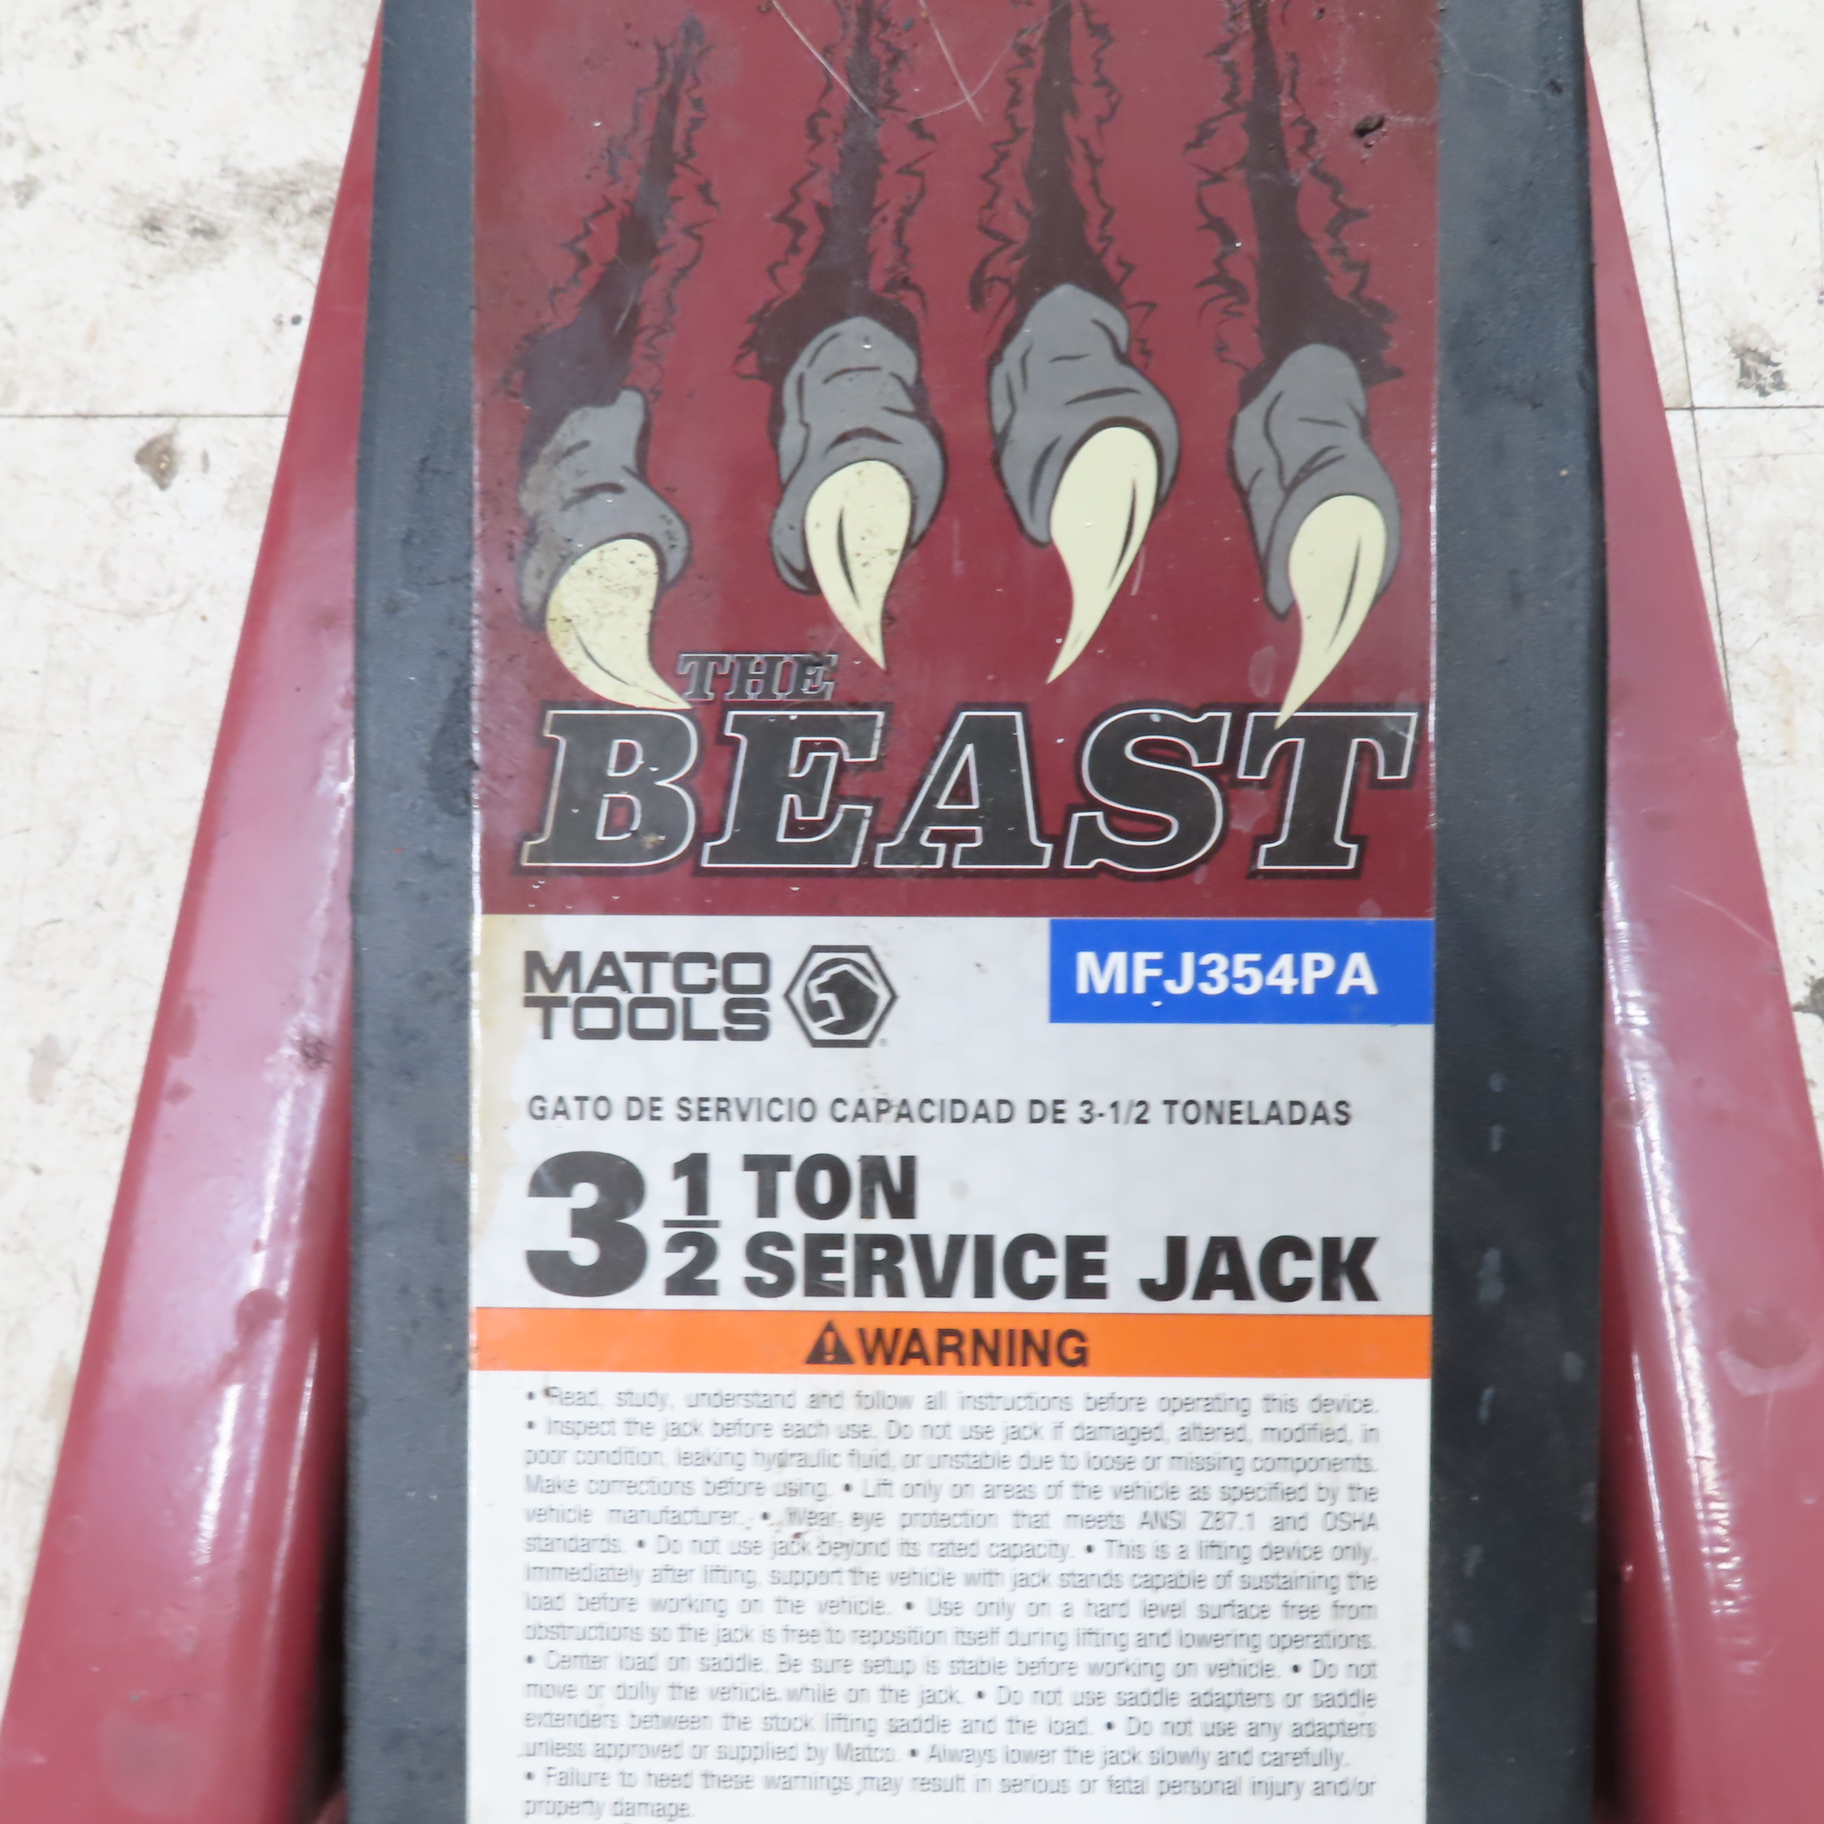 THE
BEAST
MATCO
TOOLS
MFJ354PA
GATO DE SERVICIO CAPACIDAD DE 3-1/2 TONELADAS
3 1/2 TON
SERVICE JACK
WARNING
• Read, study, understand and follow all instructions before operating this device.
• Inspect the jack before each use. Do not use jack if damaged, altered, modified, in
poor condition, leaking hydraulic fluid, or unstable due to loose or missing components.
Make corrections before using. • Lift only on areas of the vehicle as specified by the
vehicle manufacturer. • Wear eye protection that meets ANSI Z87.1 and OSHA
standards. • Do not use jack beyond its rated capacity. • This is a lifting device only.
Immediately after lifting, support the vehicle with jack stands capable of sustaining the
load before working on the vehicle. • Use only on a hard level surface free from
obstructions so the jack is free to reposition itself during lifting and lowering operations.
• Center load on saddle. Be sure setup is stable before working on vehicle. • Do not
move or dolly the vehicle while on the jack. • Do not use saddle adapters or saddle
extenders between the stock lifting saddle and the load. • Do not use any adapters
unless approved or supplied by Matco. • Always lower the jack slowly and carefully.
• Failure to heed these warnings may result in serious or fatal personal injury and/or
property damage.